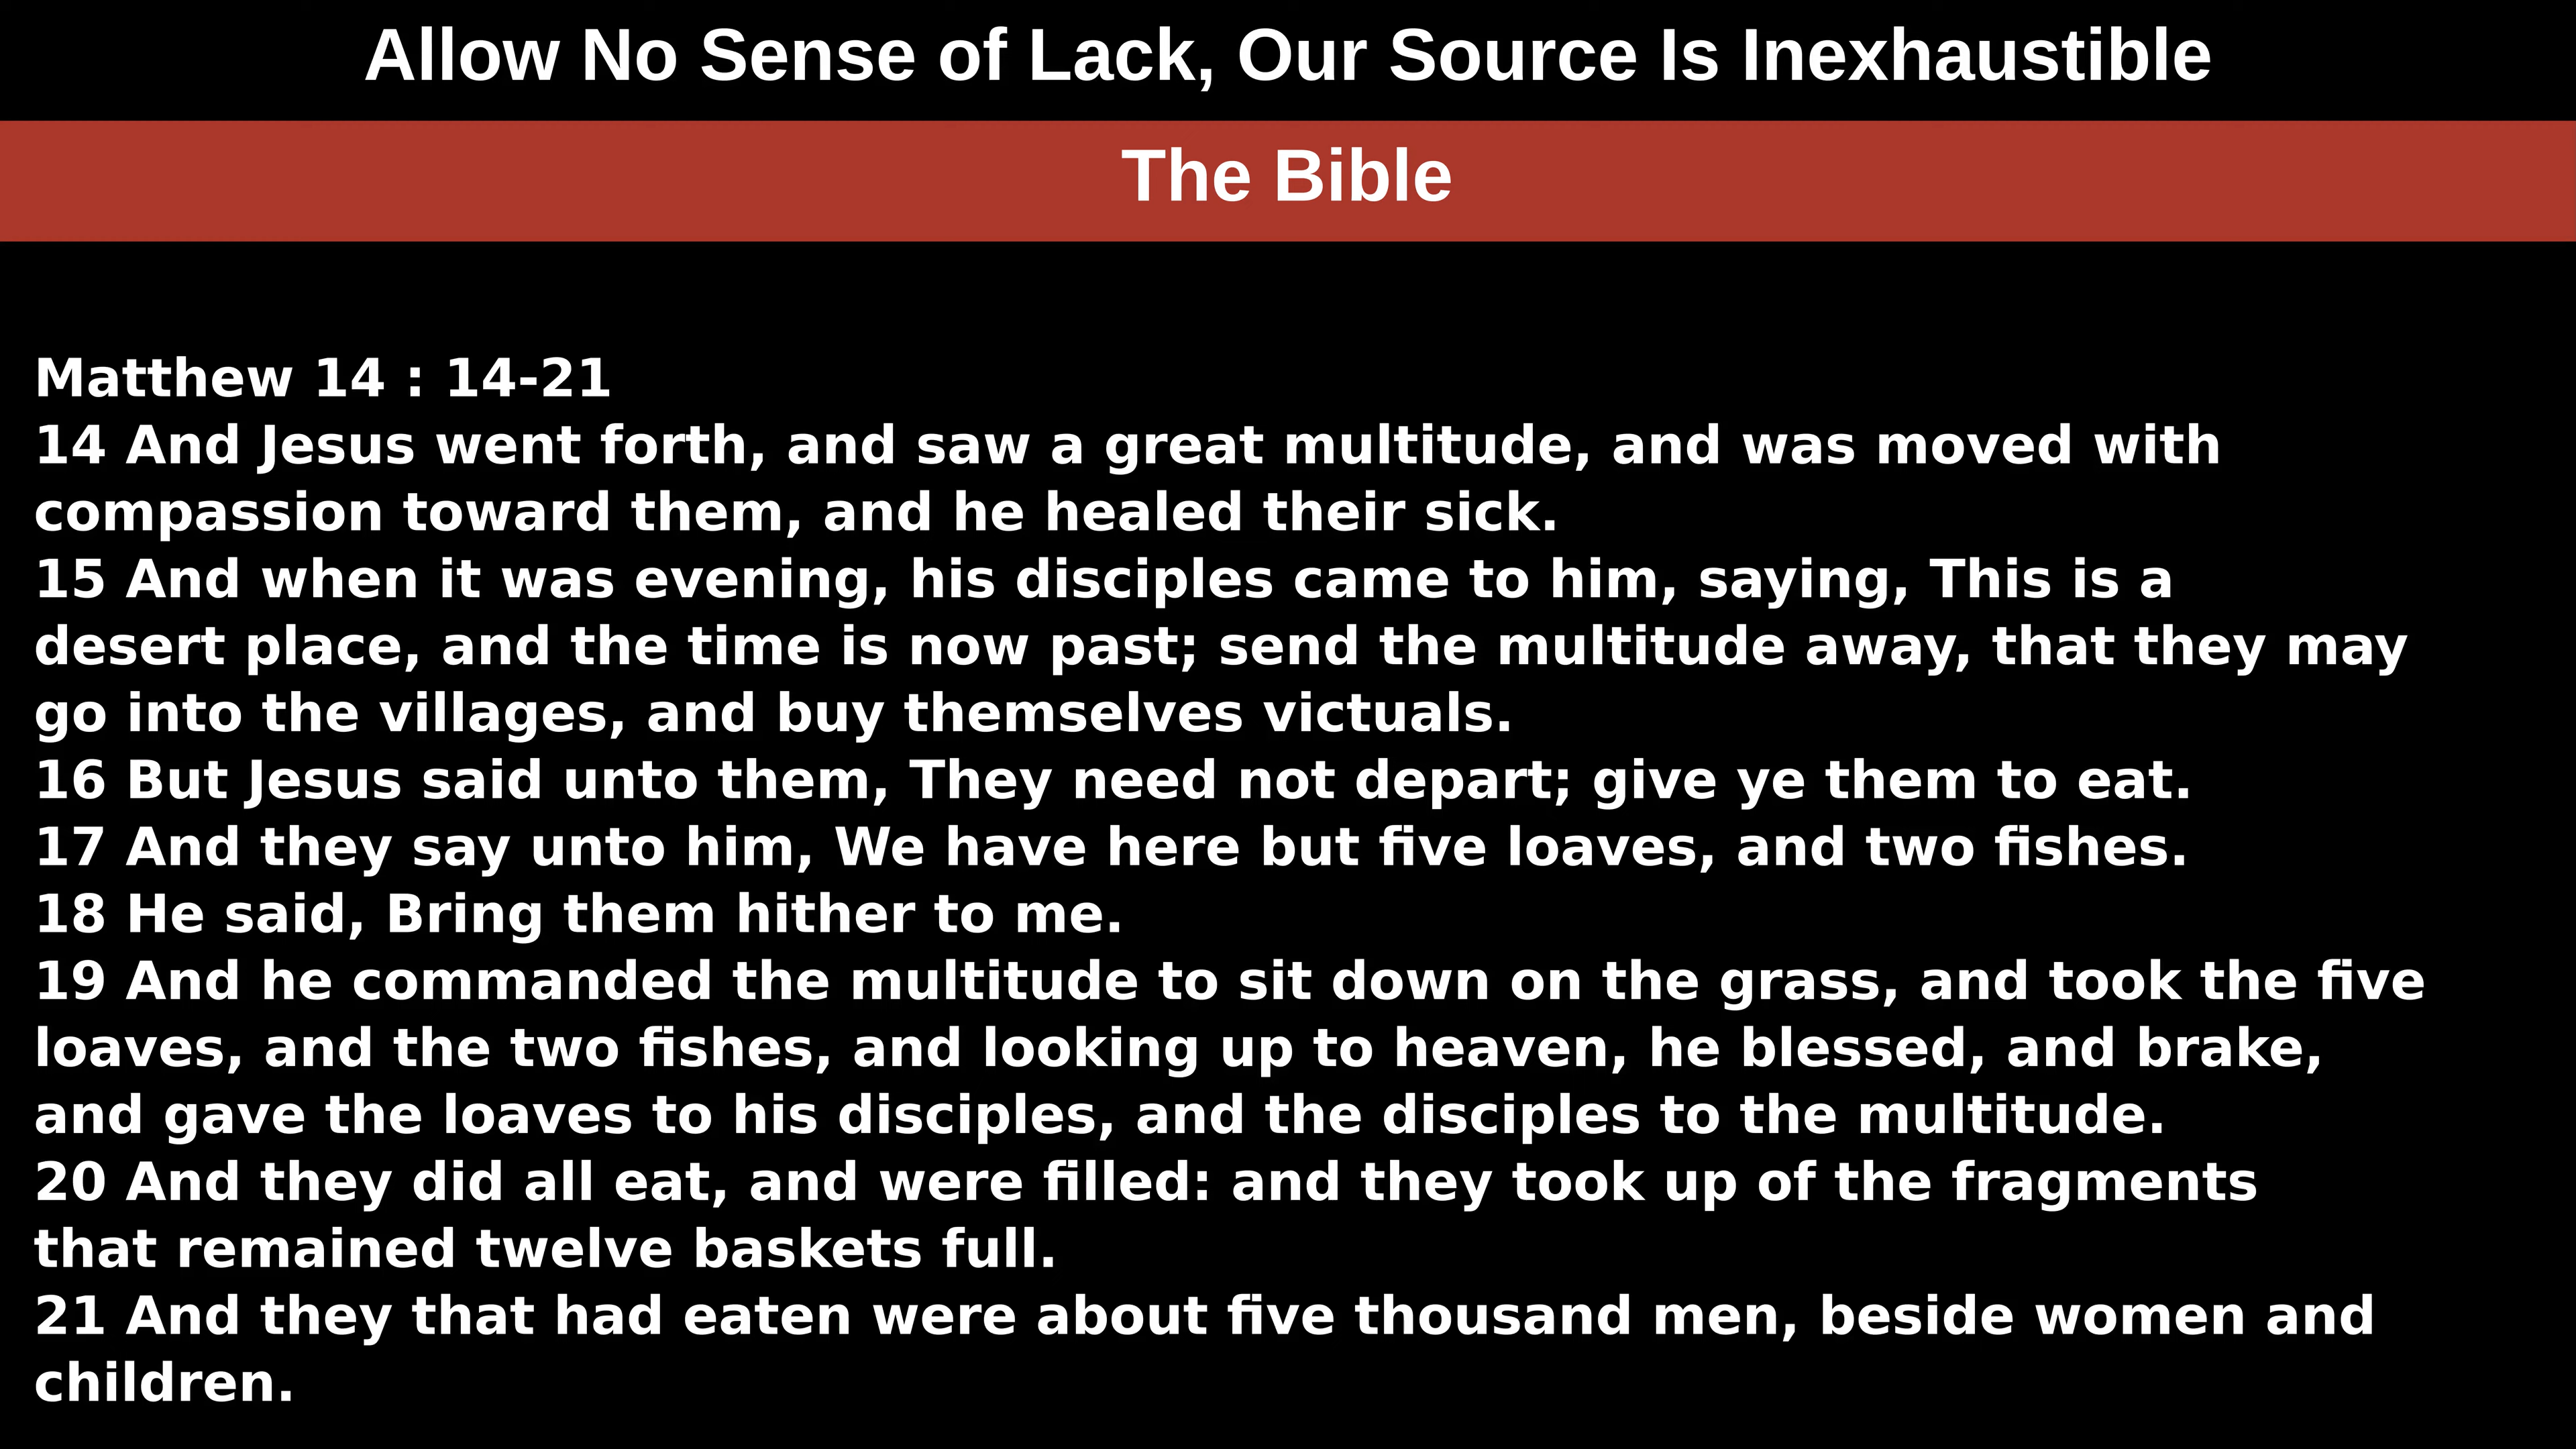 Allow No Sense of Lack, Our Source Is Inexhaustible
The Bible
Matthew 14 : 14-21
14 And Jesus went forth, and saw a great multitude, and was moved with
compassion toward them, and he healed their sick.
15 And when it was evening, his disciples came to him, saying, This is a
desert place, and the time is now past; send the multitude away, that they may
go into the villages, and buy themselves victuals.
16 But Jesus said unto them, They need not depart; give ye them to eat.
17 And they say unto him, We have here but five loaves, and two fishes.
18 He said, Bring them hither to me.
19 And he commanded the multitude to sit down on the grass, and took the five
loaves, and the two fishes, and looking up to heaven, he blessed, and brake,
and gave the loaves to his disciples, and the disciples to the multitude.
20 And they did all eat, and were filled: and they took up of the fragments
that remained twelve baskets full.
21 And they that had eaten were about five thousand men, beside women and
children.